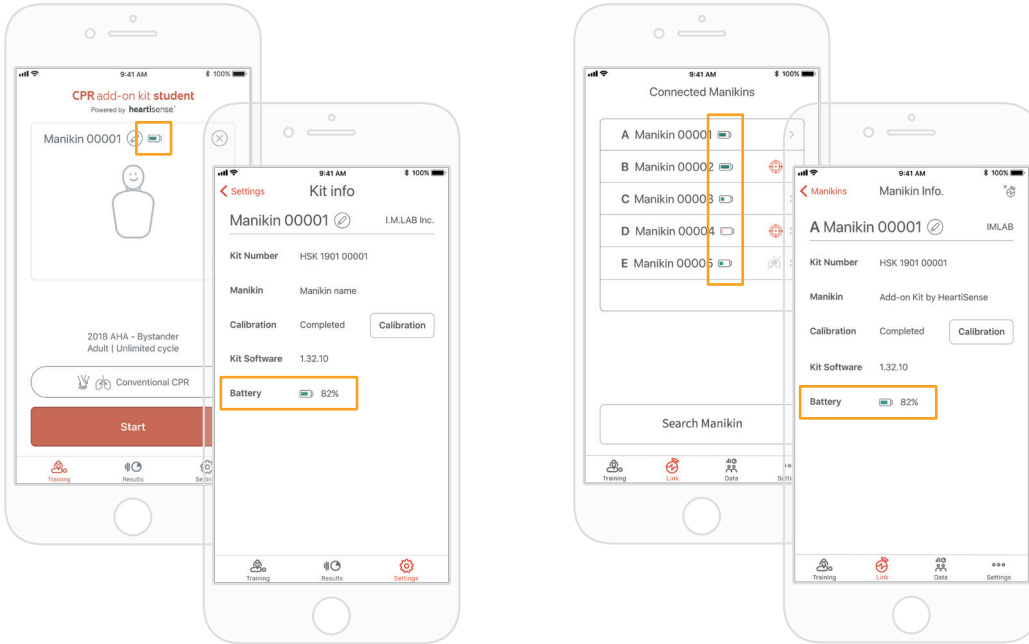 9:41 AM 100%
CPR add-on kit student
Powered by heartisense
Manikin 00001
2018 AHA - Bystander
Adult | Unlimited cycle
Conventional CPR
Start
Training Results
9:41 AM 100%
Settings Kit info
Manikin 00001 I.M.LAB Inc.
Kit Number HSK 1901 00001
Manikin Manikin name
Calibration Completed Calibration
Kit Software 1.32.10
Battery 82%
Training Results Settings
9:41 AM 100%
Connected Manikins
A Manikin 00001
B Manikin 00002
C Manikin 00003
D Manikin 00004
E Manikin 00005
Search Manikin
Training Link Data
9:41 AM 100%
Manikins Manikin Info.
A Manikin 00001 IMLAB
Kit Number HSK 1901 00001
Manikin Add-on Kit by HeartiSense
Calibration Completed Calibration
Kit Software 1.32.10
Battery 82%
Training Link Data Settings